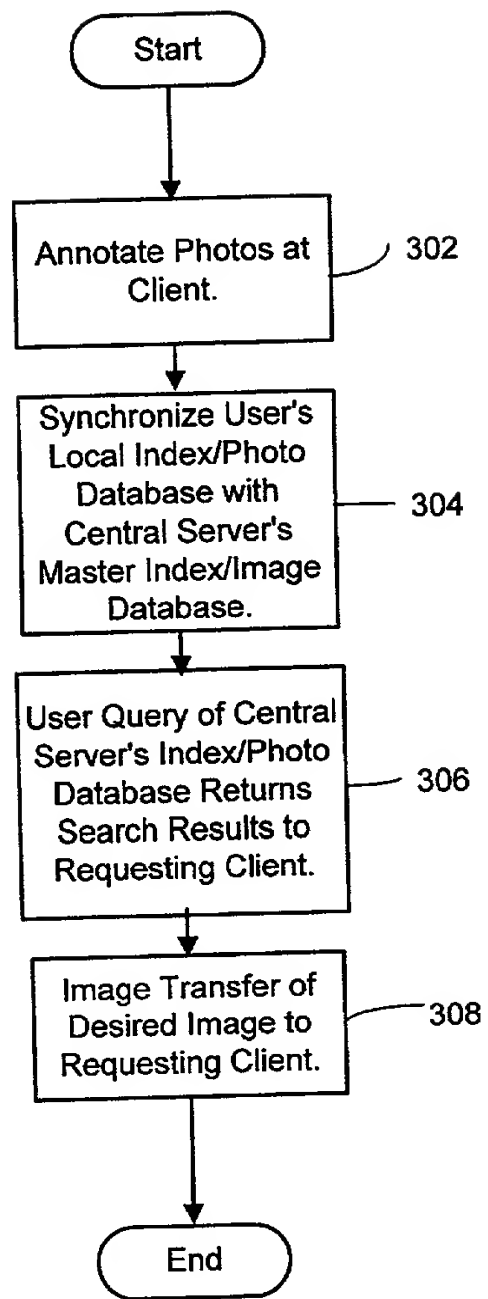 Start
Annotate Photos at
Client.
302
Synchronize User's
Local Index/Photo
Database with
Central Server's
Master Index/Image
Database.
304
User Query of Central
Server's Index/Photo
Database Returns
Search Results to
Requesting Client.
306
Image Transfer of
Desired Image to
Requesting Client.
308
End